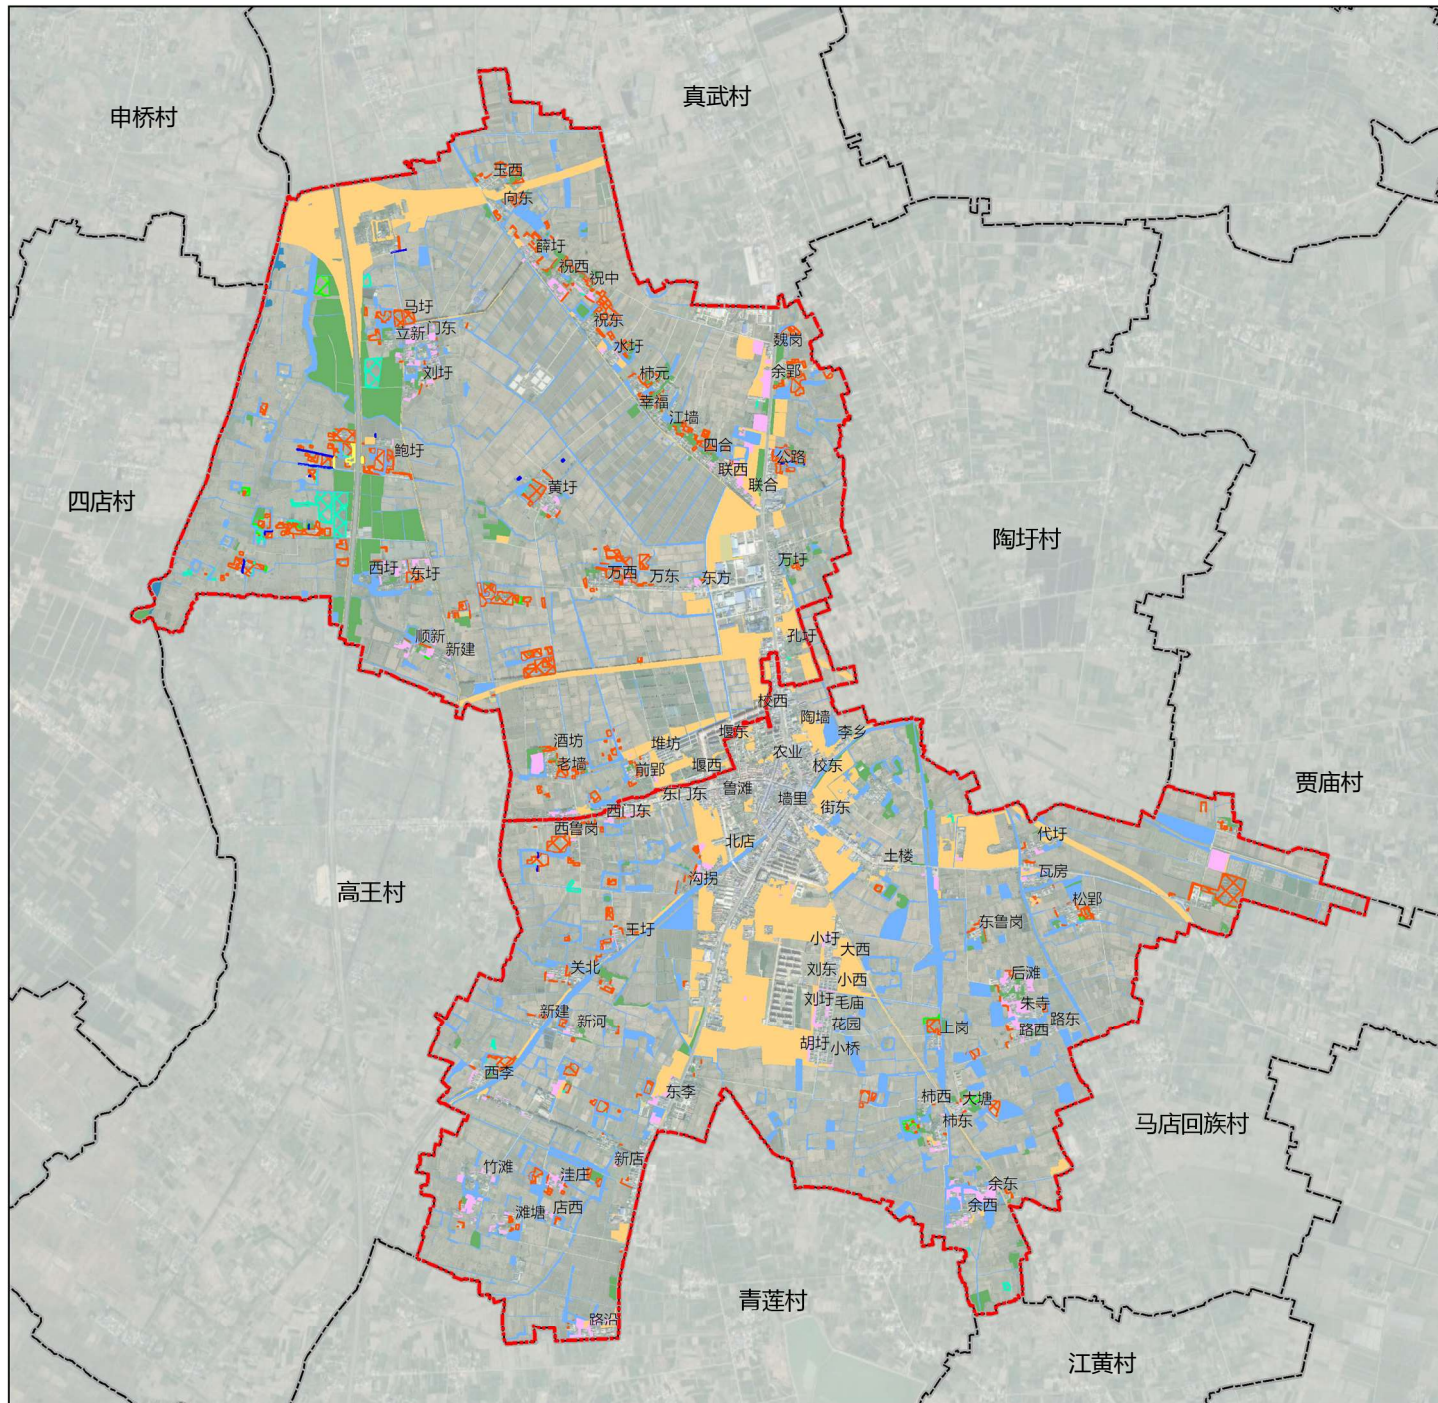 真武村
申桥村
玉西
向东
薛圩
祝西
祝中
马圩
祝东
立新
门东
魏岗
水圩
刘圩
柿元
余郢
幸福
江墙
四合
鲍圩
公路
联西
黄圩
联合
四店村
陶圩村
万圩
西圩
东圩
万西
万东
东方
顺新
孔圩
新建
校西
陶墙
堰东
李乡
酒坊
堆坊
农业
老墙
前郢
堰西
校东
贾庙村
鲁滩
东门东
墙里
西门东
街东
西鲁岗
代圩
北店
土楼
沟拐
瓦房
高王村
松郢
王圩
东鲁岗
小圩
大西
关北
刘东
小西
后滩
刘圩
毛庙
朱寺
新建
新河
花园
上岗
路西
路东
胡圩
小桥
西李
东李
柿西
大塘
柿东
马店回族村
新店
竹滩
洼庄
余东
滩塘
店西
余西
青莲村
路沿
江黄村